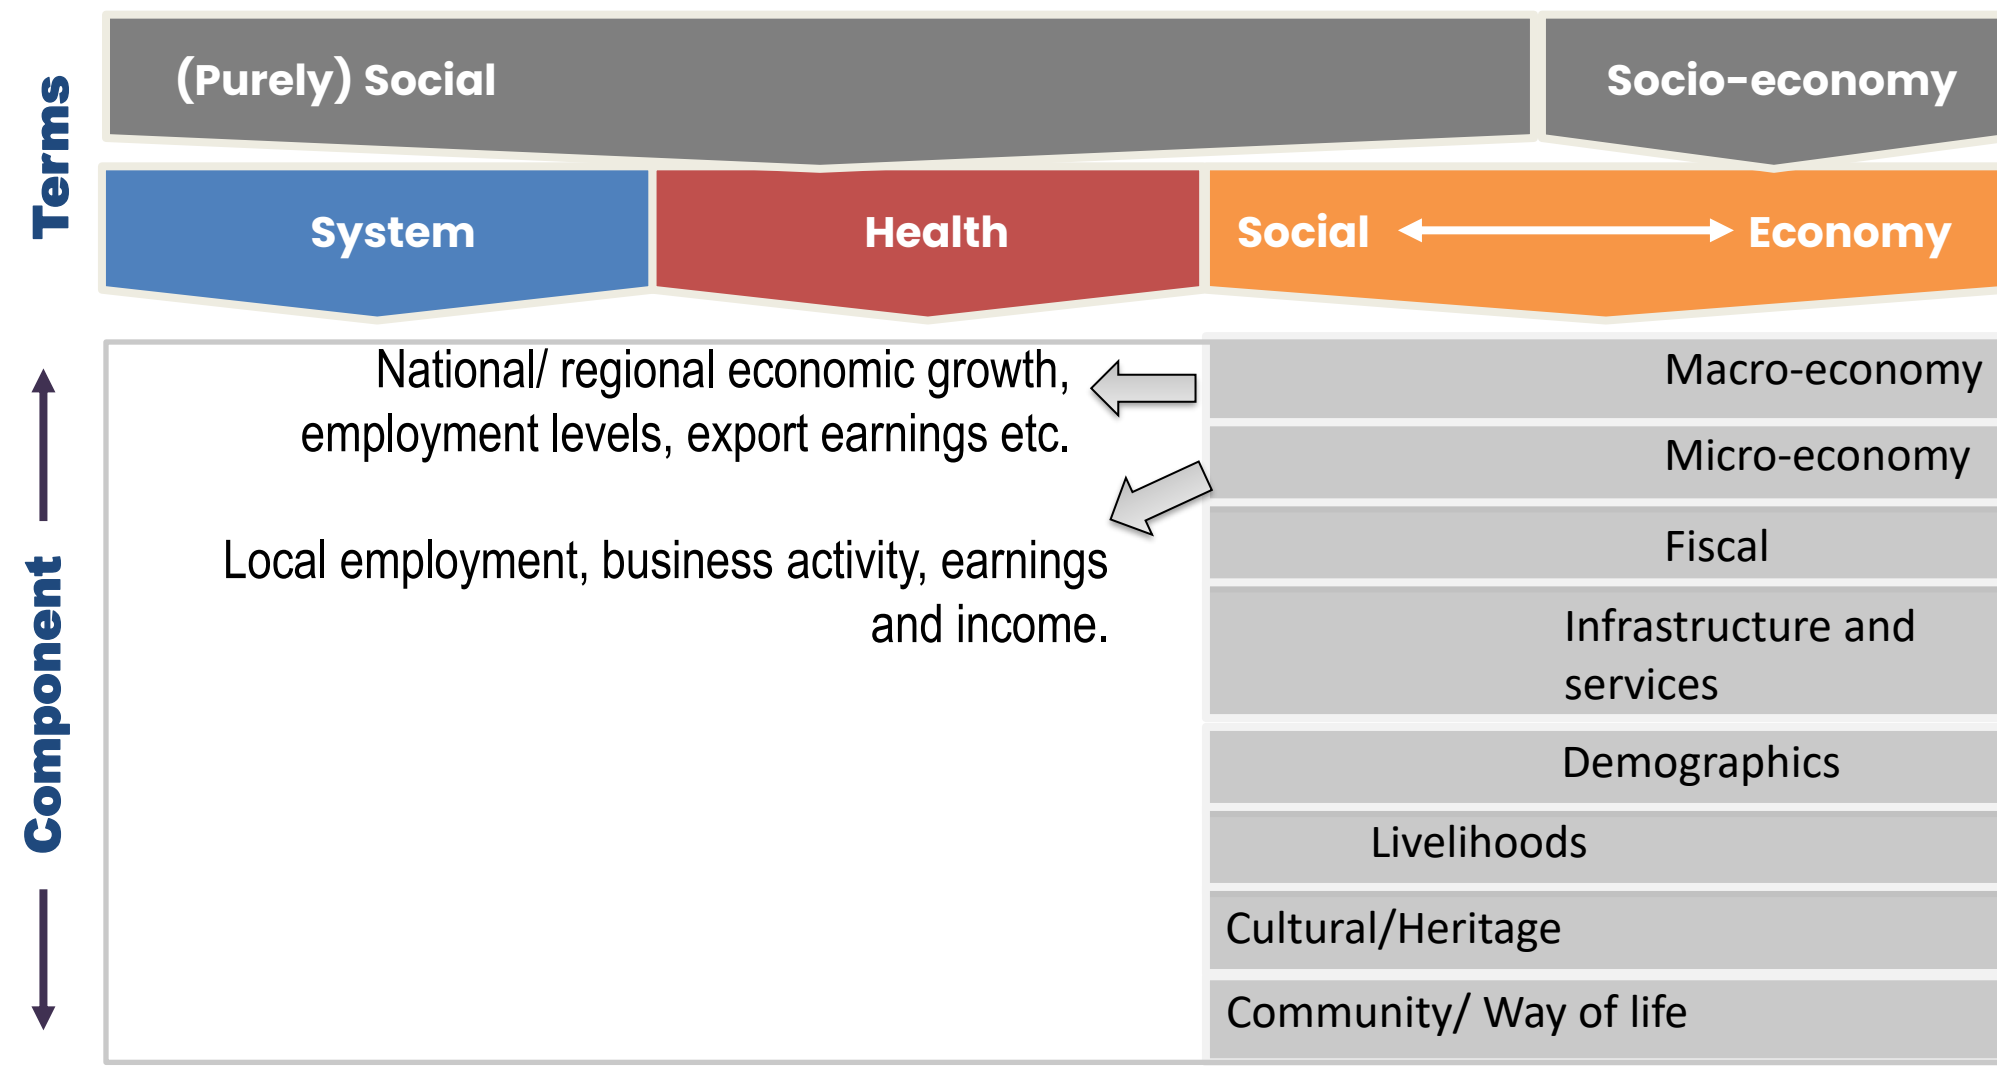 Terms
(Purely) Social
Socio-economy
System
Health
Social
Economy
Component
National/ regional economic growth,
employment levels, export earnings etc.
Local employment, business activity, earnings
and income.
Macro-economy
Micro-economy
Fiscal
Infrastructure and
services
Demographics
Livelihoods
Cultural/Heritage
Community/ Way of life